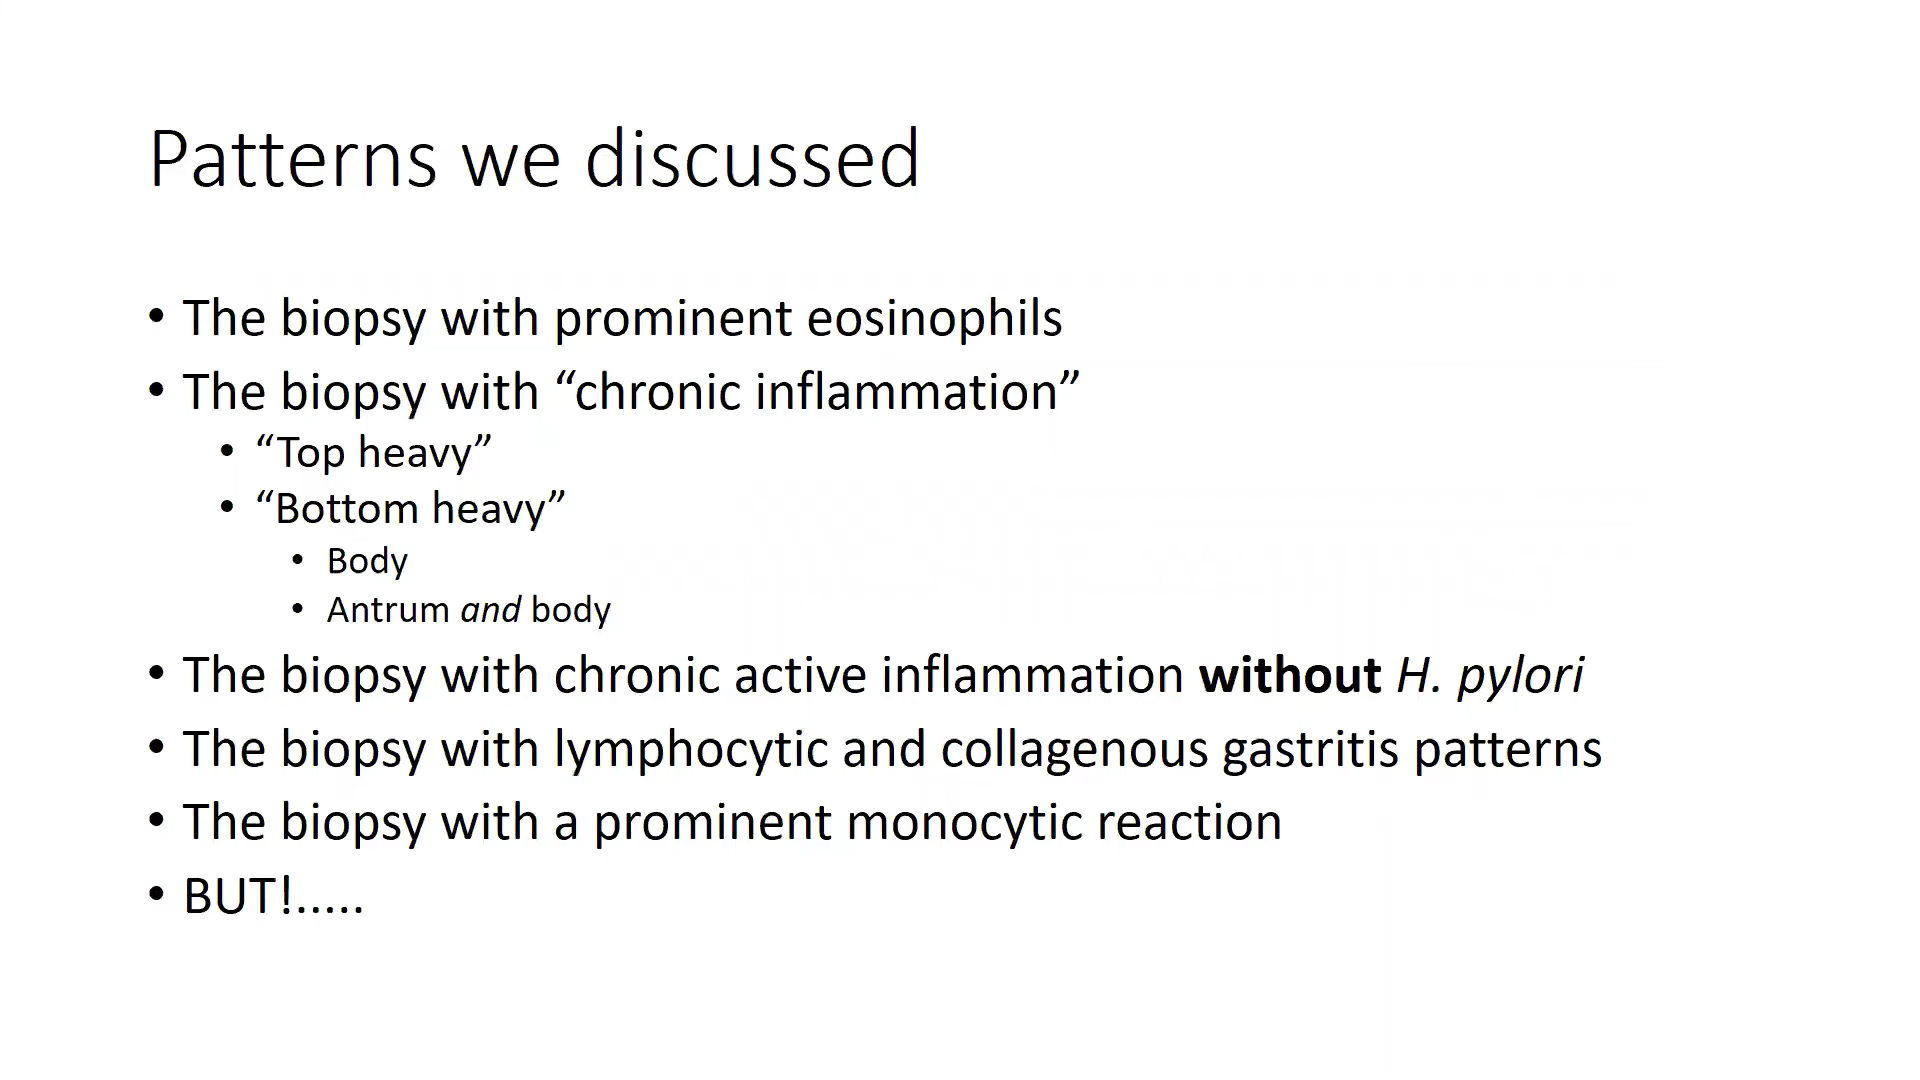 Patterns we discussed
• The biopsy with prominent eosinophils
• The biopsy with “chronic inflammation”
• “Top heavy”
• “Bottom heavy”
• Body
• Antrum and body
• The biopsy with chronic active inflammation without H. pylori
• The biopsy with lymphocytic and collagenous gastritis patterns
• The biopsy with a prominent monocytic reaction
• BUT!.....